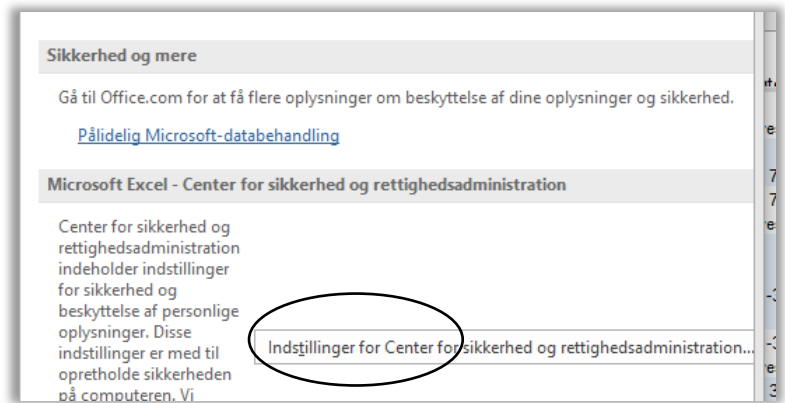 Sikkerhed og mere
Gå til Office.com for at få flere oplysninger om beskyttelse af dine oplysninger og sikkerhed.
Pålidelig Microsoft-databehandling
Microsoft Excel - Center for sikkerhed og rettighedsadministration
Center for sikkerhed og
rettighedsadministration
indeholder indstillinger
for sikkerhed og
beskyttelse af personlige
oplysninger. Disse
indstillinger er med til
opretholde sikkerheden
på computeren. Vi
Indstillinger for Center for sikkerhed og rettighedsadministration...